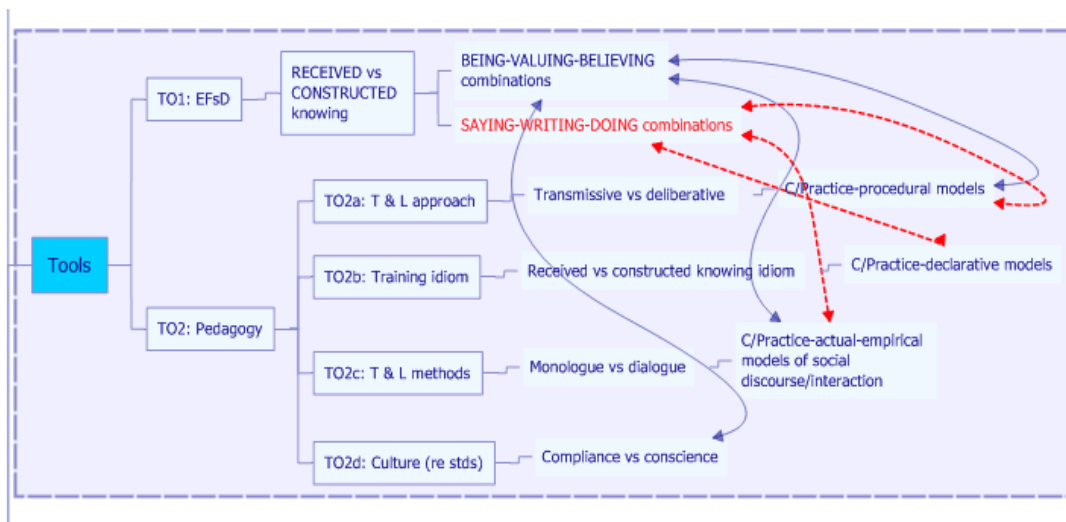 BEING-VALUING-BELIEVING
combinations
RECEIVED vs
CONSTRUCTED
knowing
TO1: EFsD
SAYING-WRITING-DOING combinations
TO2a: T & L approach
Transmissive vs deliberative
C/Practice-procedural models
Tools
TO2b: Training idiom
Received vs constructed knowing idiom
C/Practice-declarative models
TO2: Pedagogy
TO2c: T & L methods
Monologue vs dialogue
C/Practice-actual-empirical
models of social
discourse/interaction
TO2d: Culture (re stds)
Compliance vs conscience